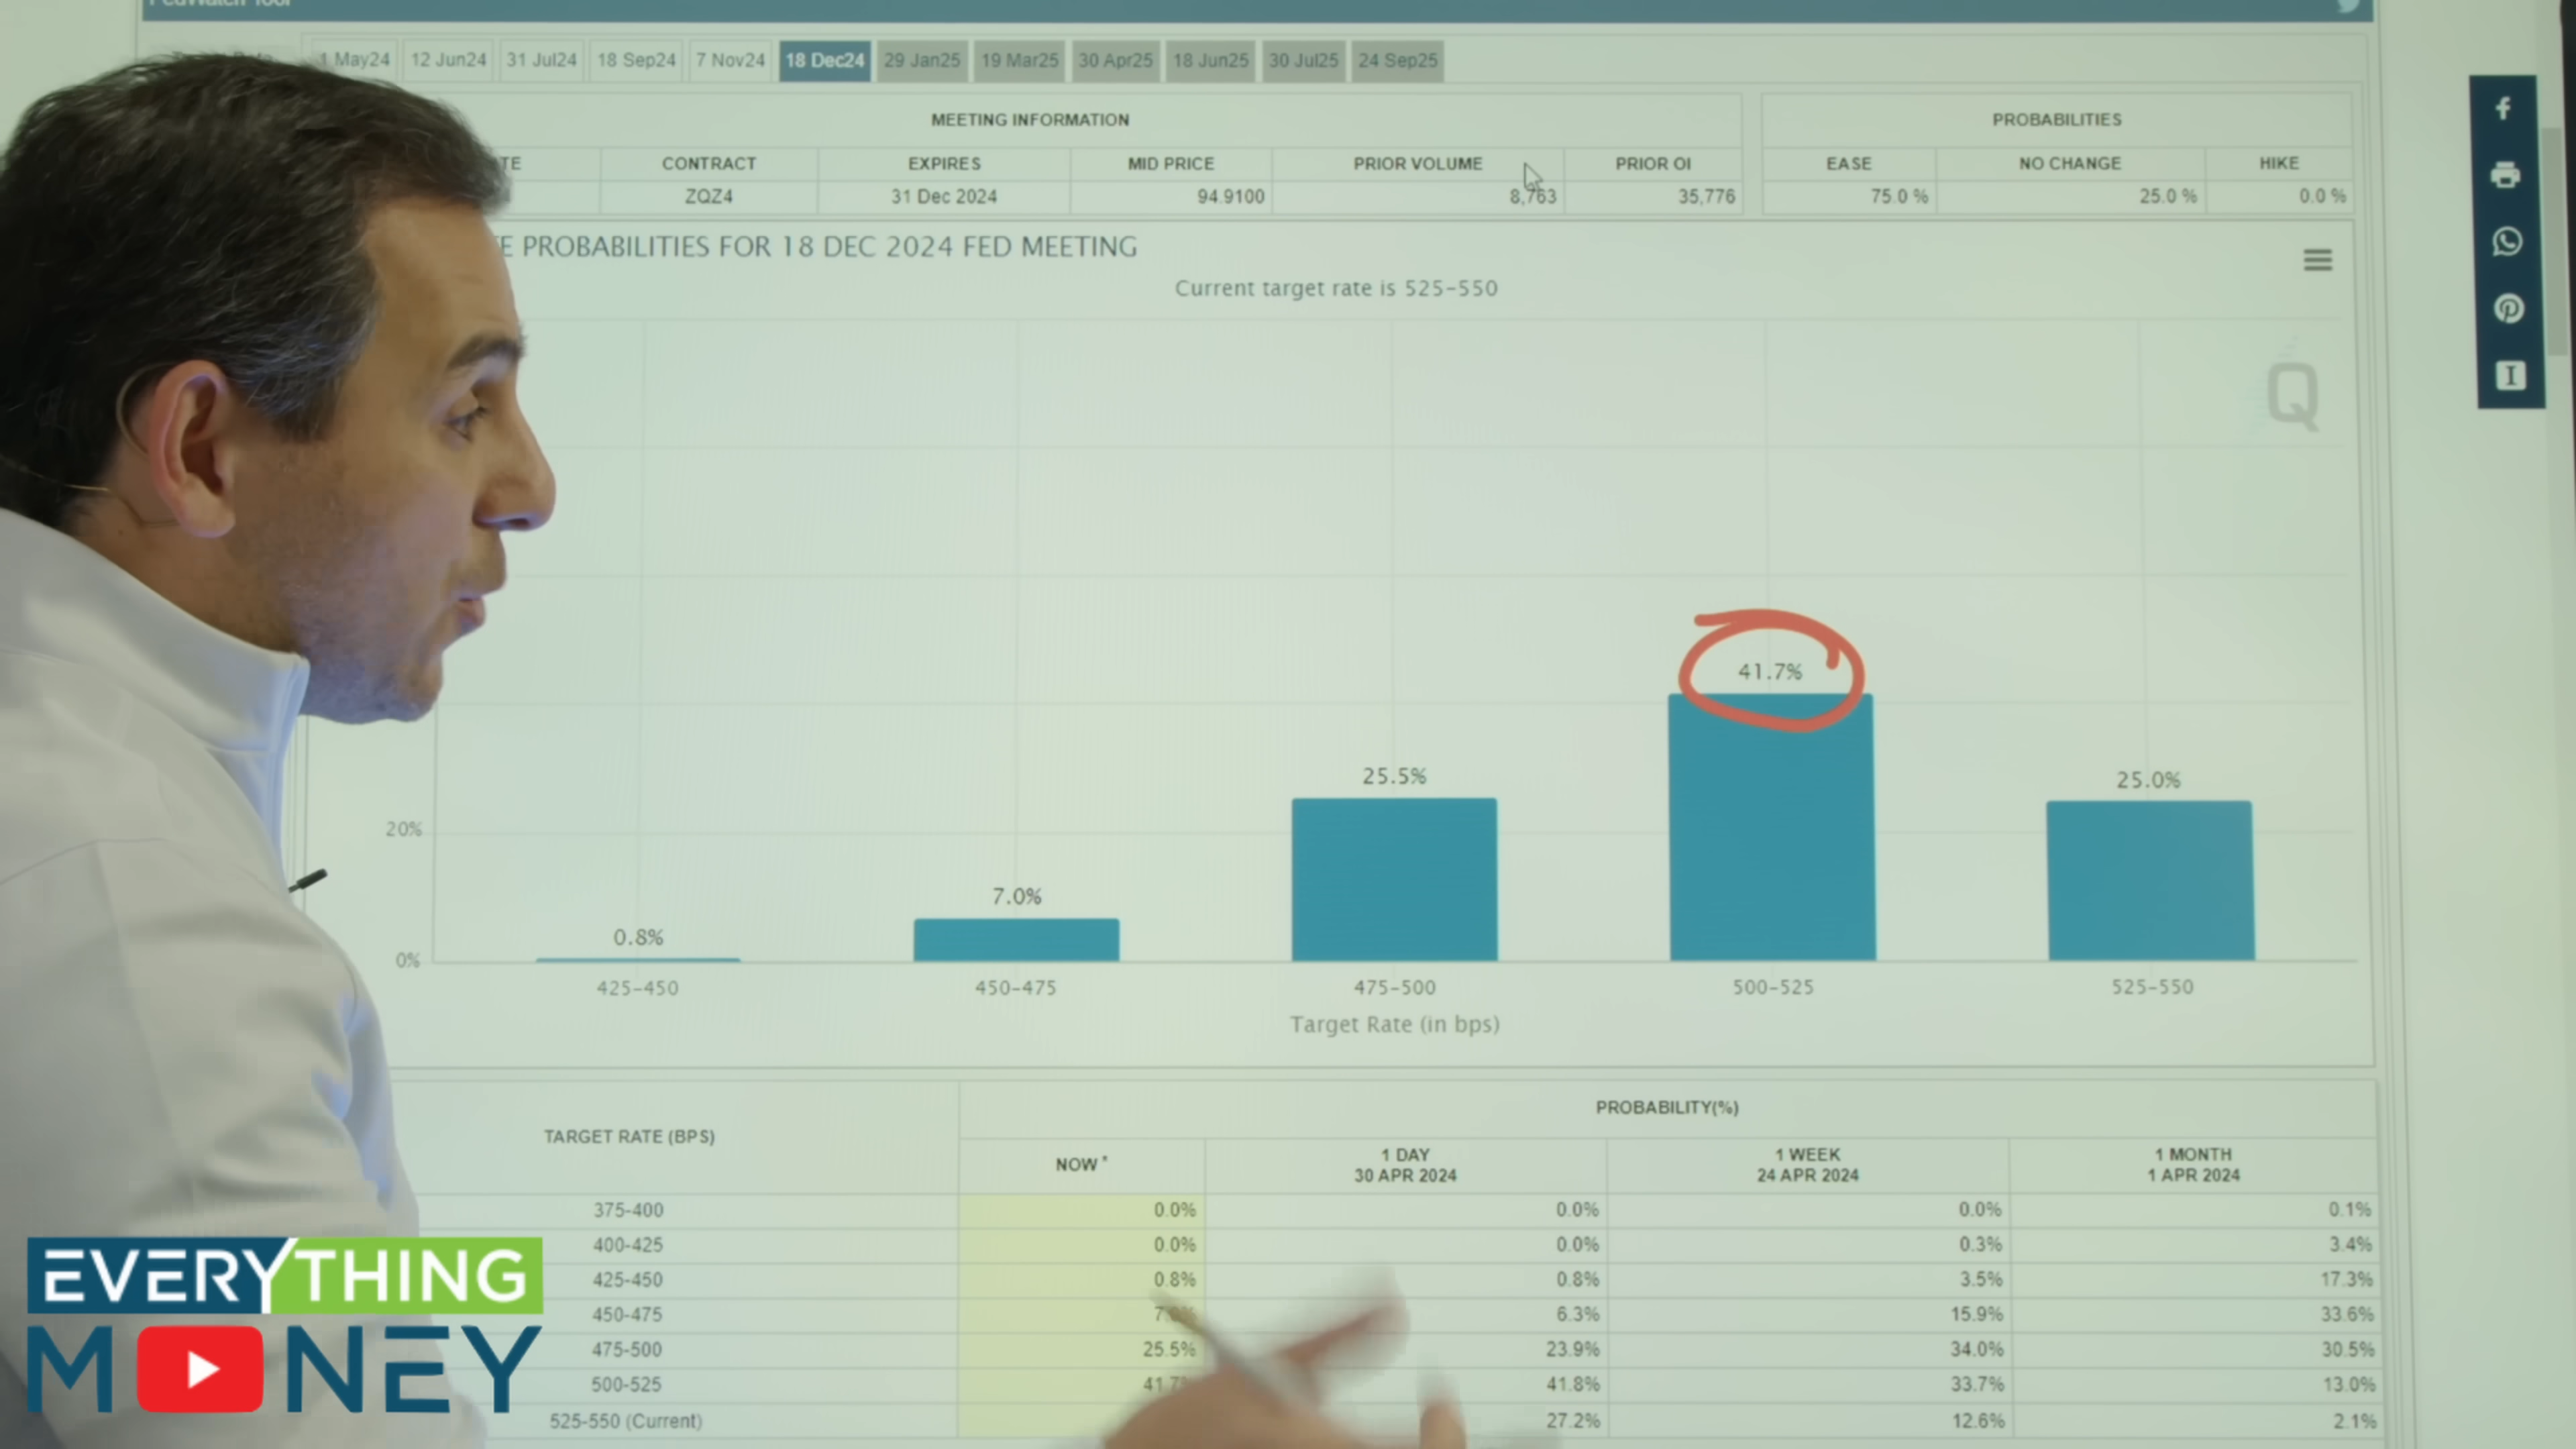 1 May24 12 Jun24 31 Jul24 18 Sep24 7 Nov24 18 Dec24 29 Jan25 19 Mar25 30 Apr25 18 Jun25 30 Jul25 24 Sep25
MEETING INFORMATION PROBABILITIES
TE CONTRACT EXPIRES MID PRICE PRIOR VOLUME PRIOR OI EASE NO CHANGE HIKE
ZQZ4 31 Dec 2024 94.9100 8,763 35,776 75.0 % 25.0 % 0.0 %
E PROBABILITIES FOR 18 DEC 2024 FED MEETING
Current target rate is 525-550
Q
41.7%
25.5% 25.0%
20%
7.0%
0.8%
0%
425-450 450-475 475-500 500-525 525-550
Target Rate (in bps)
TARGET RATE (BPS) PROBABILITY(%)
NOW * 1 DAY 1 WEEK 1 MONTH
30 APR 2024 24 APR 2024 1 APR 2024
375-400 0.0% 0.0% 0.0% 0.1%
400-425 0.0% 0.0% 0.3% 3.4%
425-450 0.8% 0.8% 3.5% 17.3%
450-475 6.3% 15.9% 33.6%
475-500 25.5% 23.9% 34.0% 30.5%
500-525 41.8% 33.7% 13.0%
525-550 (Current) 27.2% 12.6% 2.1%
EVERYTHING
MONEY